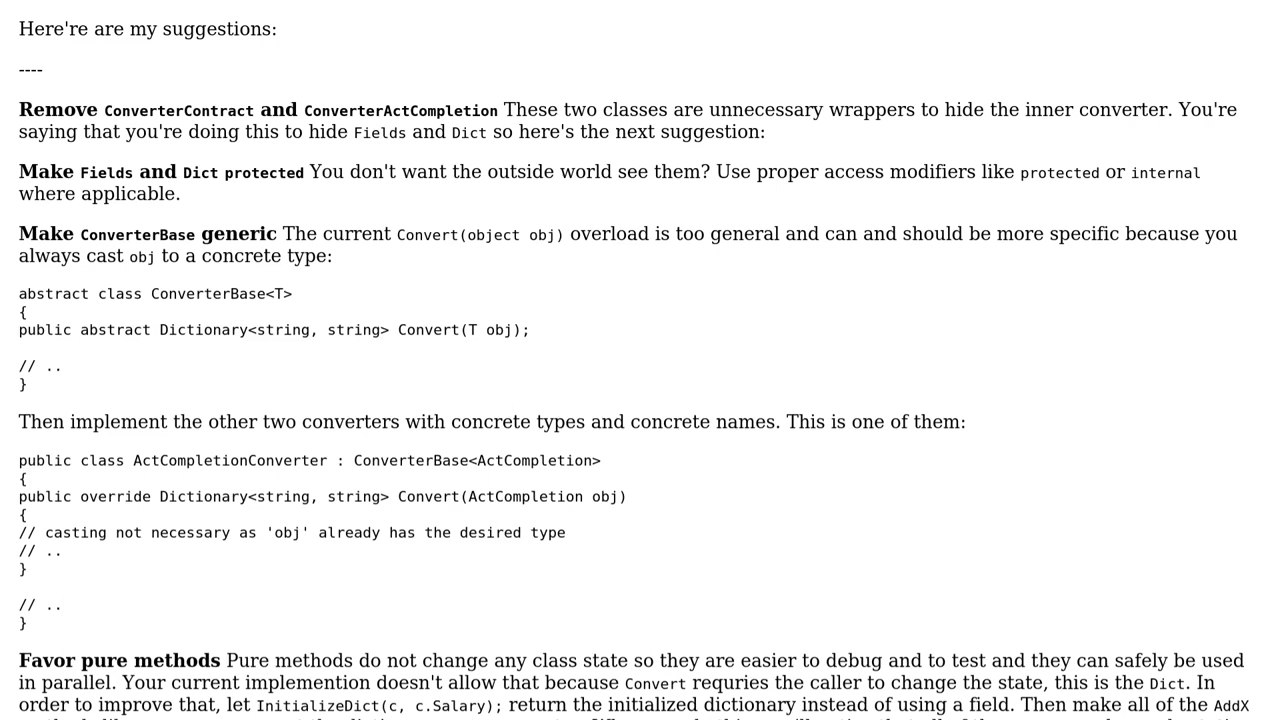 Here're are my suggestions:
----
Remove ConverterContract and ConverterActCompletion These two classes are unnecessary wrappers to hide the inner converter. You're
saying that you're doing this to hide Fields and Dict so here's the next suggestion:
Make Fields and Dict protected You don't want the outside world see them? Use proper access modifiers like protected or internal
where applicable.
Make ConverterBase generic The current Convert(object obj) overload is too general and can and should be more specific because you
always cast obj to a concrete type:
abstract class ConverterBase<T>
{
public abstract Dictionary<string, string> Convert(T obj);
// ..
}
Then implement the other two converters with concrete types and concrete names. This is one of them:
public class ActCompletionConverter : ConverterBase<ActCompletion>
{
public override Dictionary<string, string> Convert(ActCompletion obj)
{
// casting not necessary as 'obj' already has the desired type
// ..
}
// ..
}
Favor pure methods Pure methods do not change any class state so they are easier to debug and to test and they can safely be used
in parallel. Your current implemention doesn't allow that because Convert requries the caller to change the state, this is the Dict. In
order to improve that, let InitializeDict(c, c.Salary); return the initialized dictionary instead of using a field. Then make all of the AddX